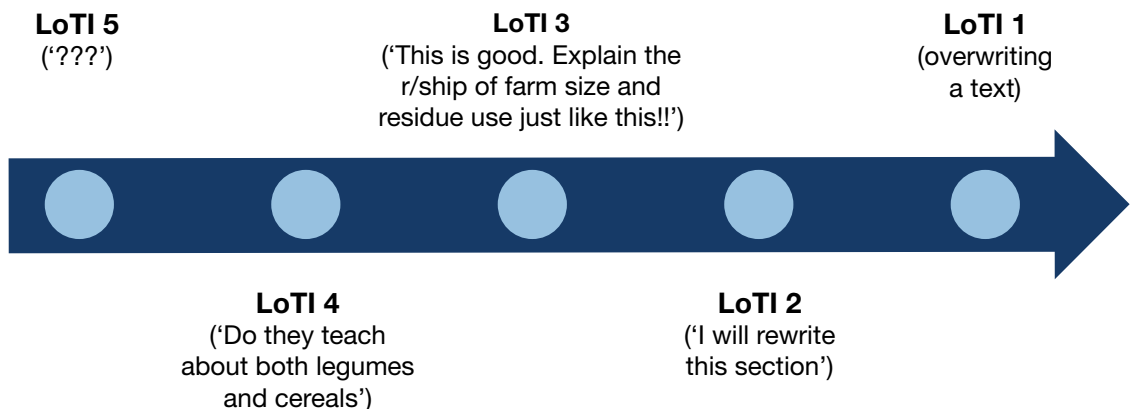 LoTI 5
(‘???’)
LoTI 3
(‘This is good. Explain the
r/ship of farm size and
residue use just like this!!’)
LoTI 1
(overwriting
a text)
LoTI 4
(‘Do they teach
about both legumes
and cereals’)
LoTI 2
(‘I will rewrite
this section’)